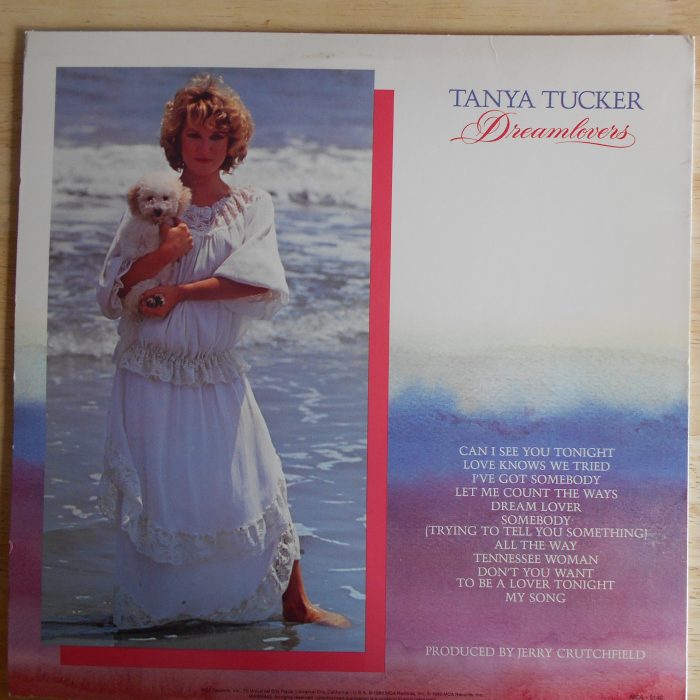 TANYA TUCKER
Dreamlovers
CAN I SEE YOU TONIGHT
LOVE KNOWS WE TRIED
I'VE GOT SOMEBODY
LET ME COUNT THE WAYS
DREAM LOVER
SOMEBODY
(TRYING TO TELL YOU SOMETHING)
ALL THE WAY
TENNESSEE WOMAN
DON'T YOU WANT
TO BE A LOVER TONIGHT
MY SONG
PRODUCED BY JERRY CRUTCHFIELD